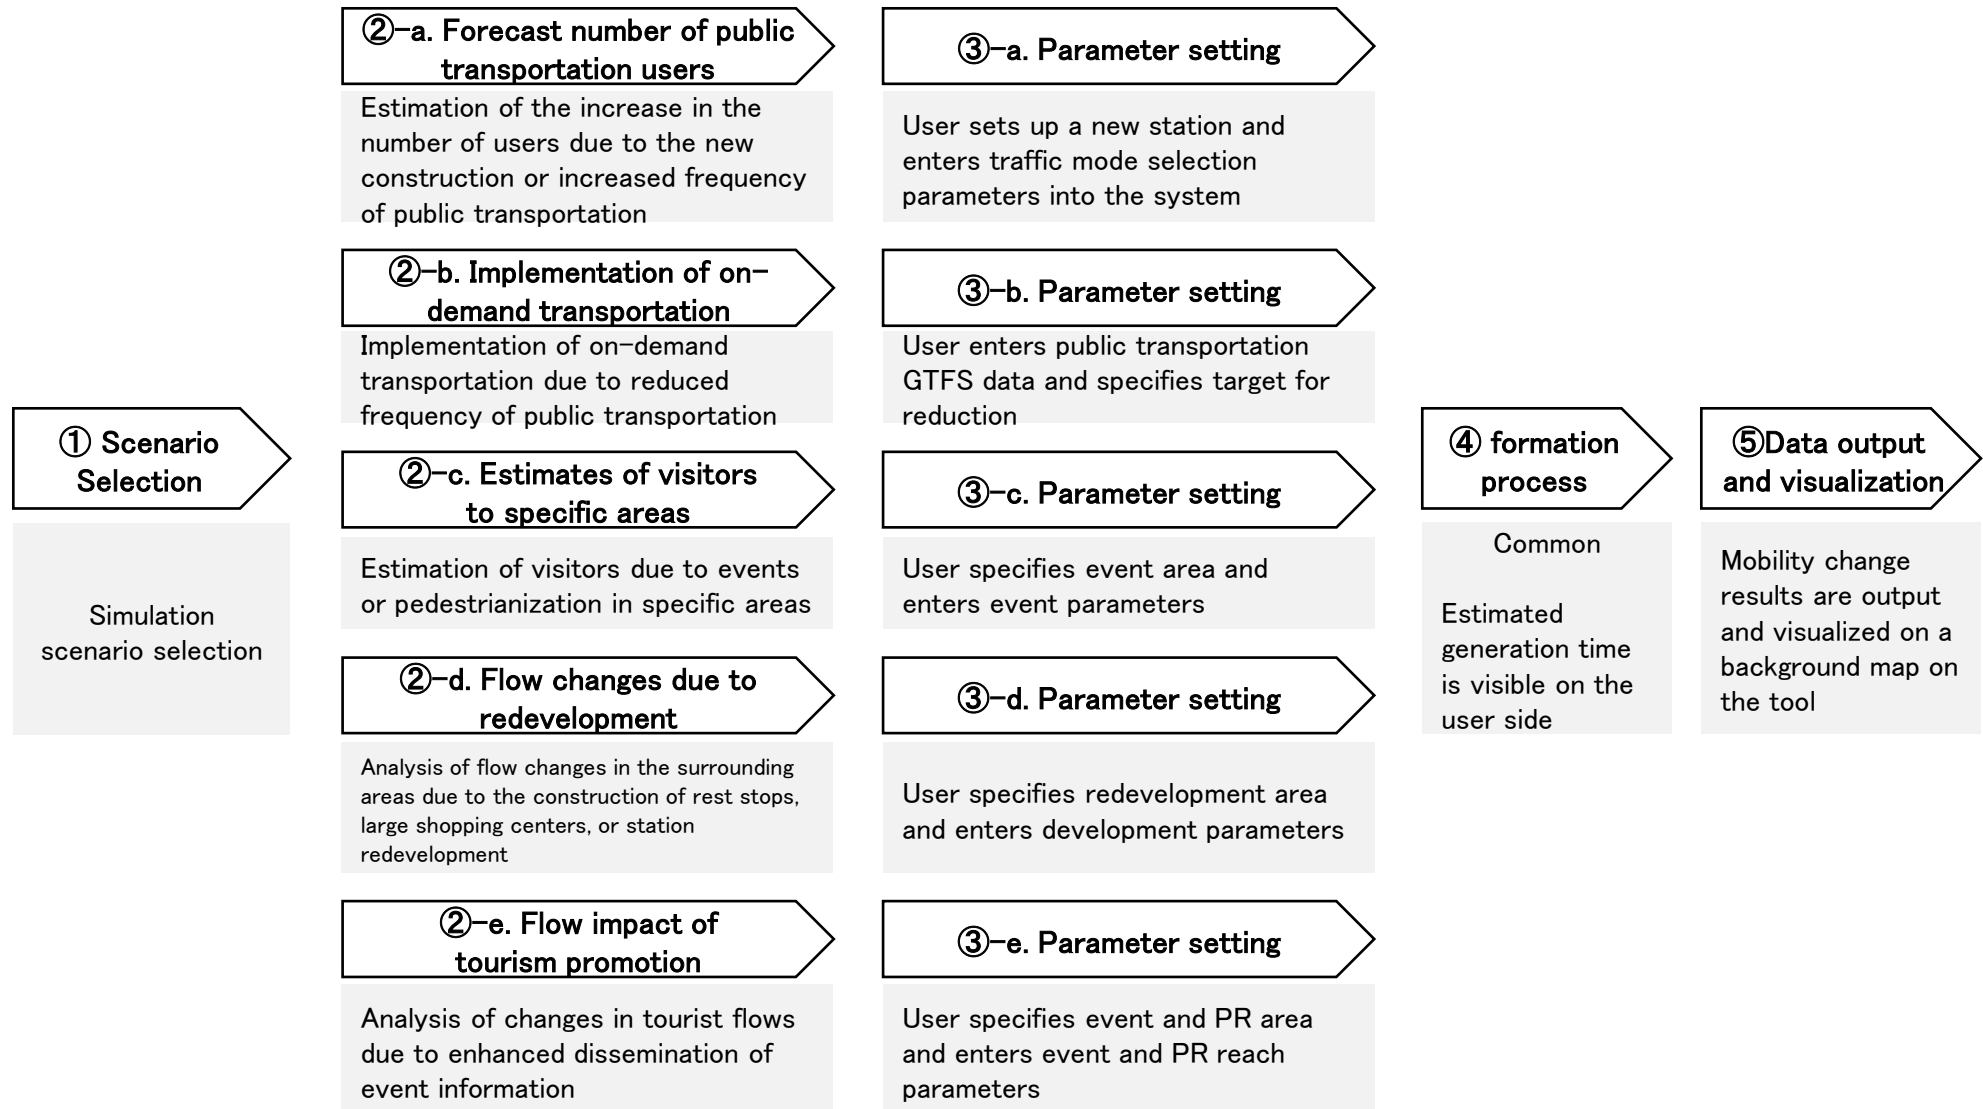 ① Scenario
Selection
Simulation
scenario selection
②-a. Forecast number of public
transportation users
Estimation of the increase in the
number of users due to the new
construction or increased frequency
of public transportation
③-a. Parameter setting
User sets up a new station and
enters traffic mode selection
parameters into the system
②-b. Implementation of on-
demand transportation
Implementation of on-demand
transportation due to reduced
frequency of public transportation
③-b. Parameter setting
User enters public transportation
GTFS data and specifies target for
reduction
②-c. Estimates of visitors
to specific areas
Estimation of visitors due to events
or pedestrianization in specific areas
③-c. Parameter setting
User specifies event area and
enters event parameters
②-d. Flow changes due to
redevelopment
Analysis of flow changes in the surrounding
areas due to the construction of rest stops,
large shopping centers, or station
redevelopment
③-d. Parameter setting
User specifies redevelopment area
and enters development parameters
②-e. Flow impact of
tourism promotion
Analysis of changes in tourist flows
due to enhanced dissemination of
event information
③-e. Parameter setting
User specifies event and PR area
and enters event and PR reach
parameters
④ formation
process
Common
Estimated
generation time
is visible on the
user side
⑤Data output
and visualization
Mobility change
results are output
and visualized on a
background map on
the tool